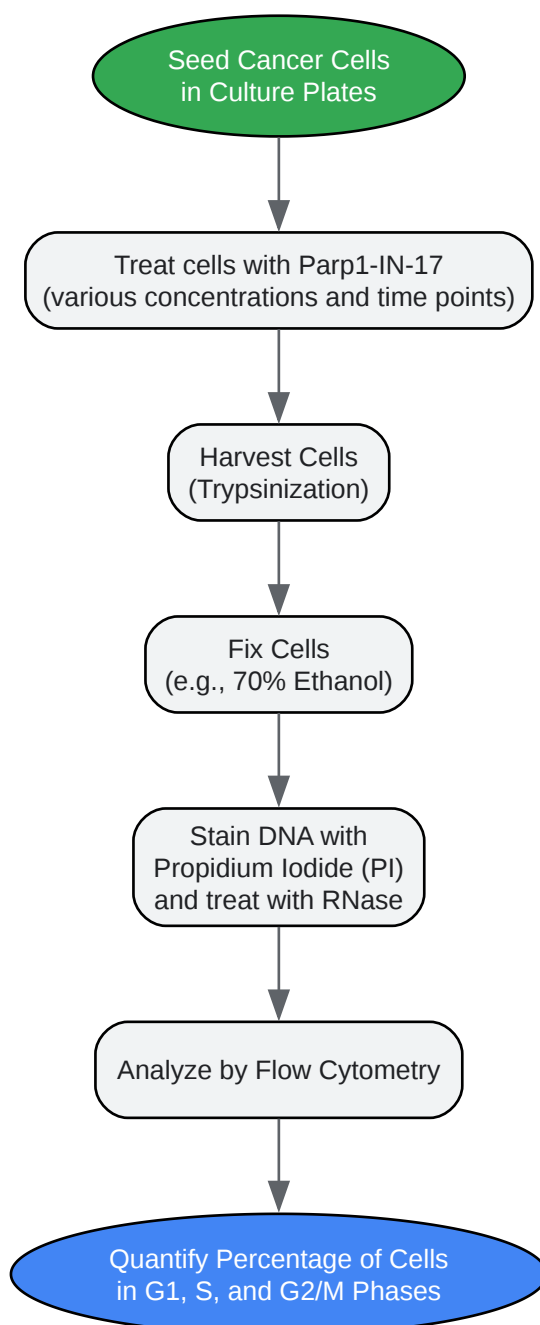 Seed Cancer Cells
in Culture Plates
Treat cells with Parp1-IN-17
(various concentrations and time points)
Harvest Cells
(Trypsinization)
Fix Cells
(e.g., 70% Ethanol)
Stain DNA with
Propidium Iodide (PI)
and treat with RNase
Analyze by Flow Cytometry
Quantify Percentage of Cells
in G1, S, and G2/M Phases